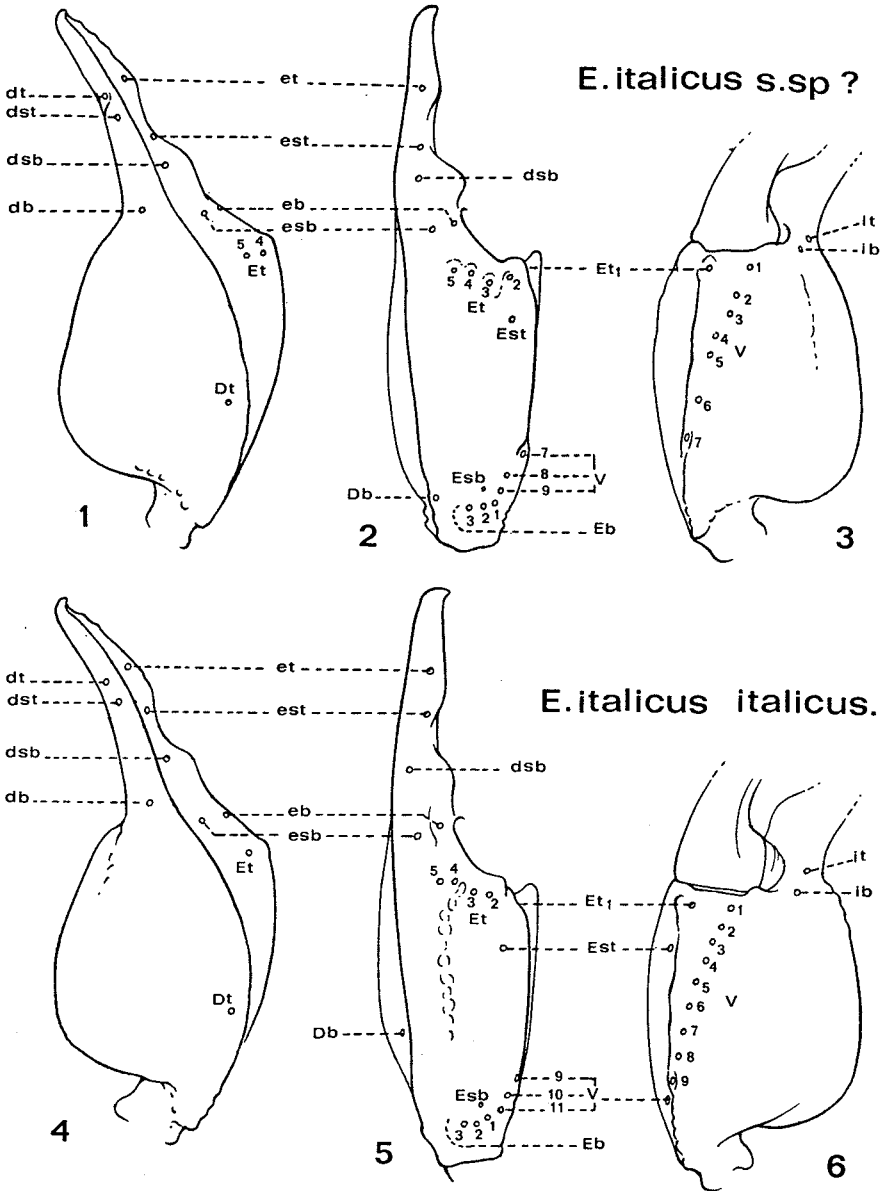 E.italicus s.sp ?
et
dt
dst
est
dsb
dsb
db
eb
esb
it
ib
5 4
Et
Et1
5 4 3 2
Et
Est
1
2
3
4
5
V
6
7
Dt
7
8
9
V
Esb
Db
3 2 1
Eb
1
2
3
E.italicus italicus.
et
dt
dst
est
dsb
dsb
db
eb
esb
it
ib
Et
5 4 3 2
Et
Et1
Est
1
2
3
4
5
6
V
7
8
9
Dt
Db
9
10
11
V
Esb
3 2 1
Eb
4
5
6